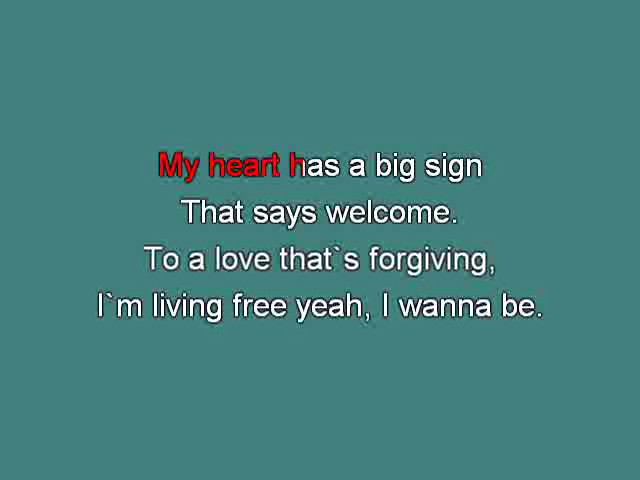 My heart has a big sign
That says welcome.
To a love that`s forgiving,
I`m living free yeah, I wanna be.